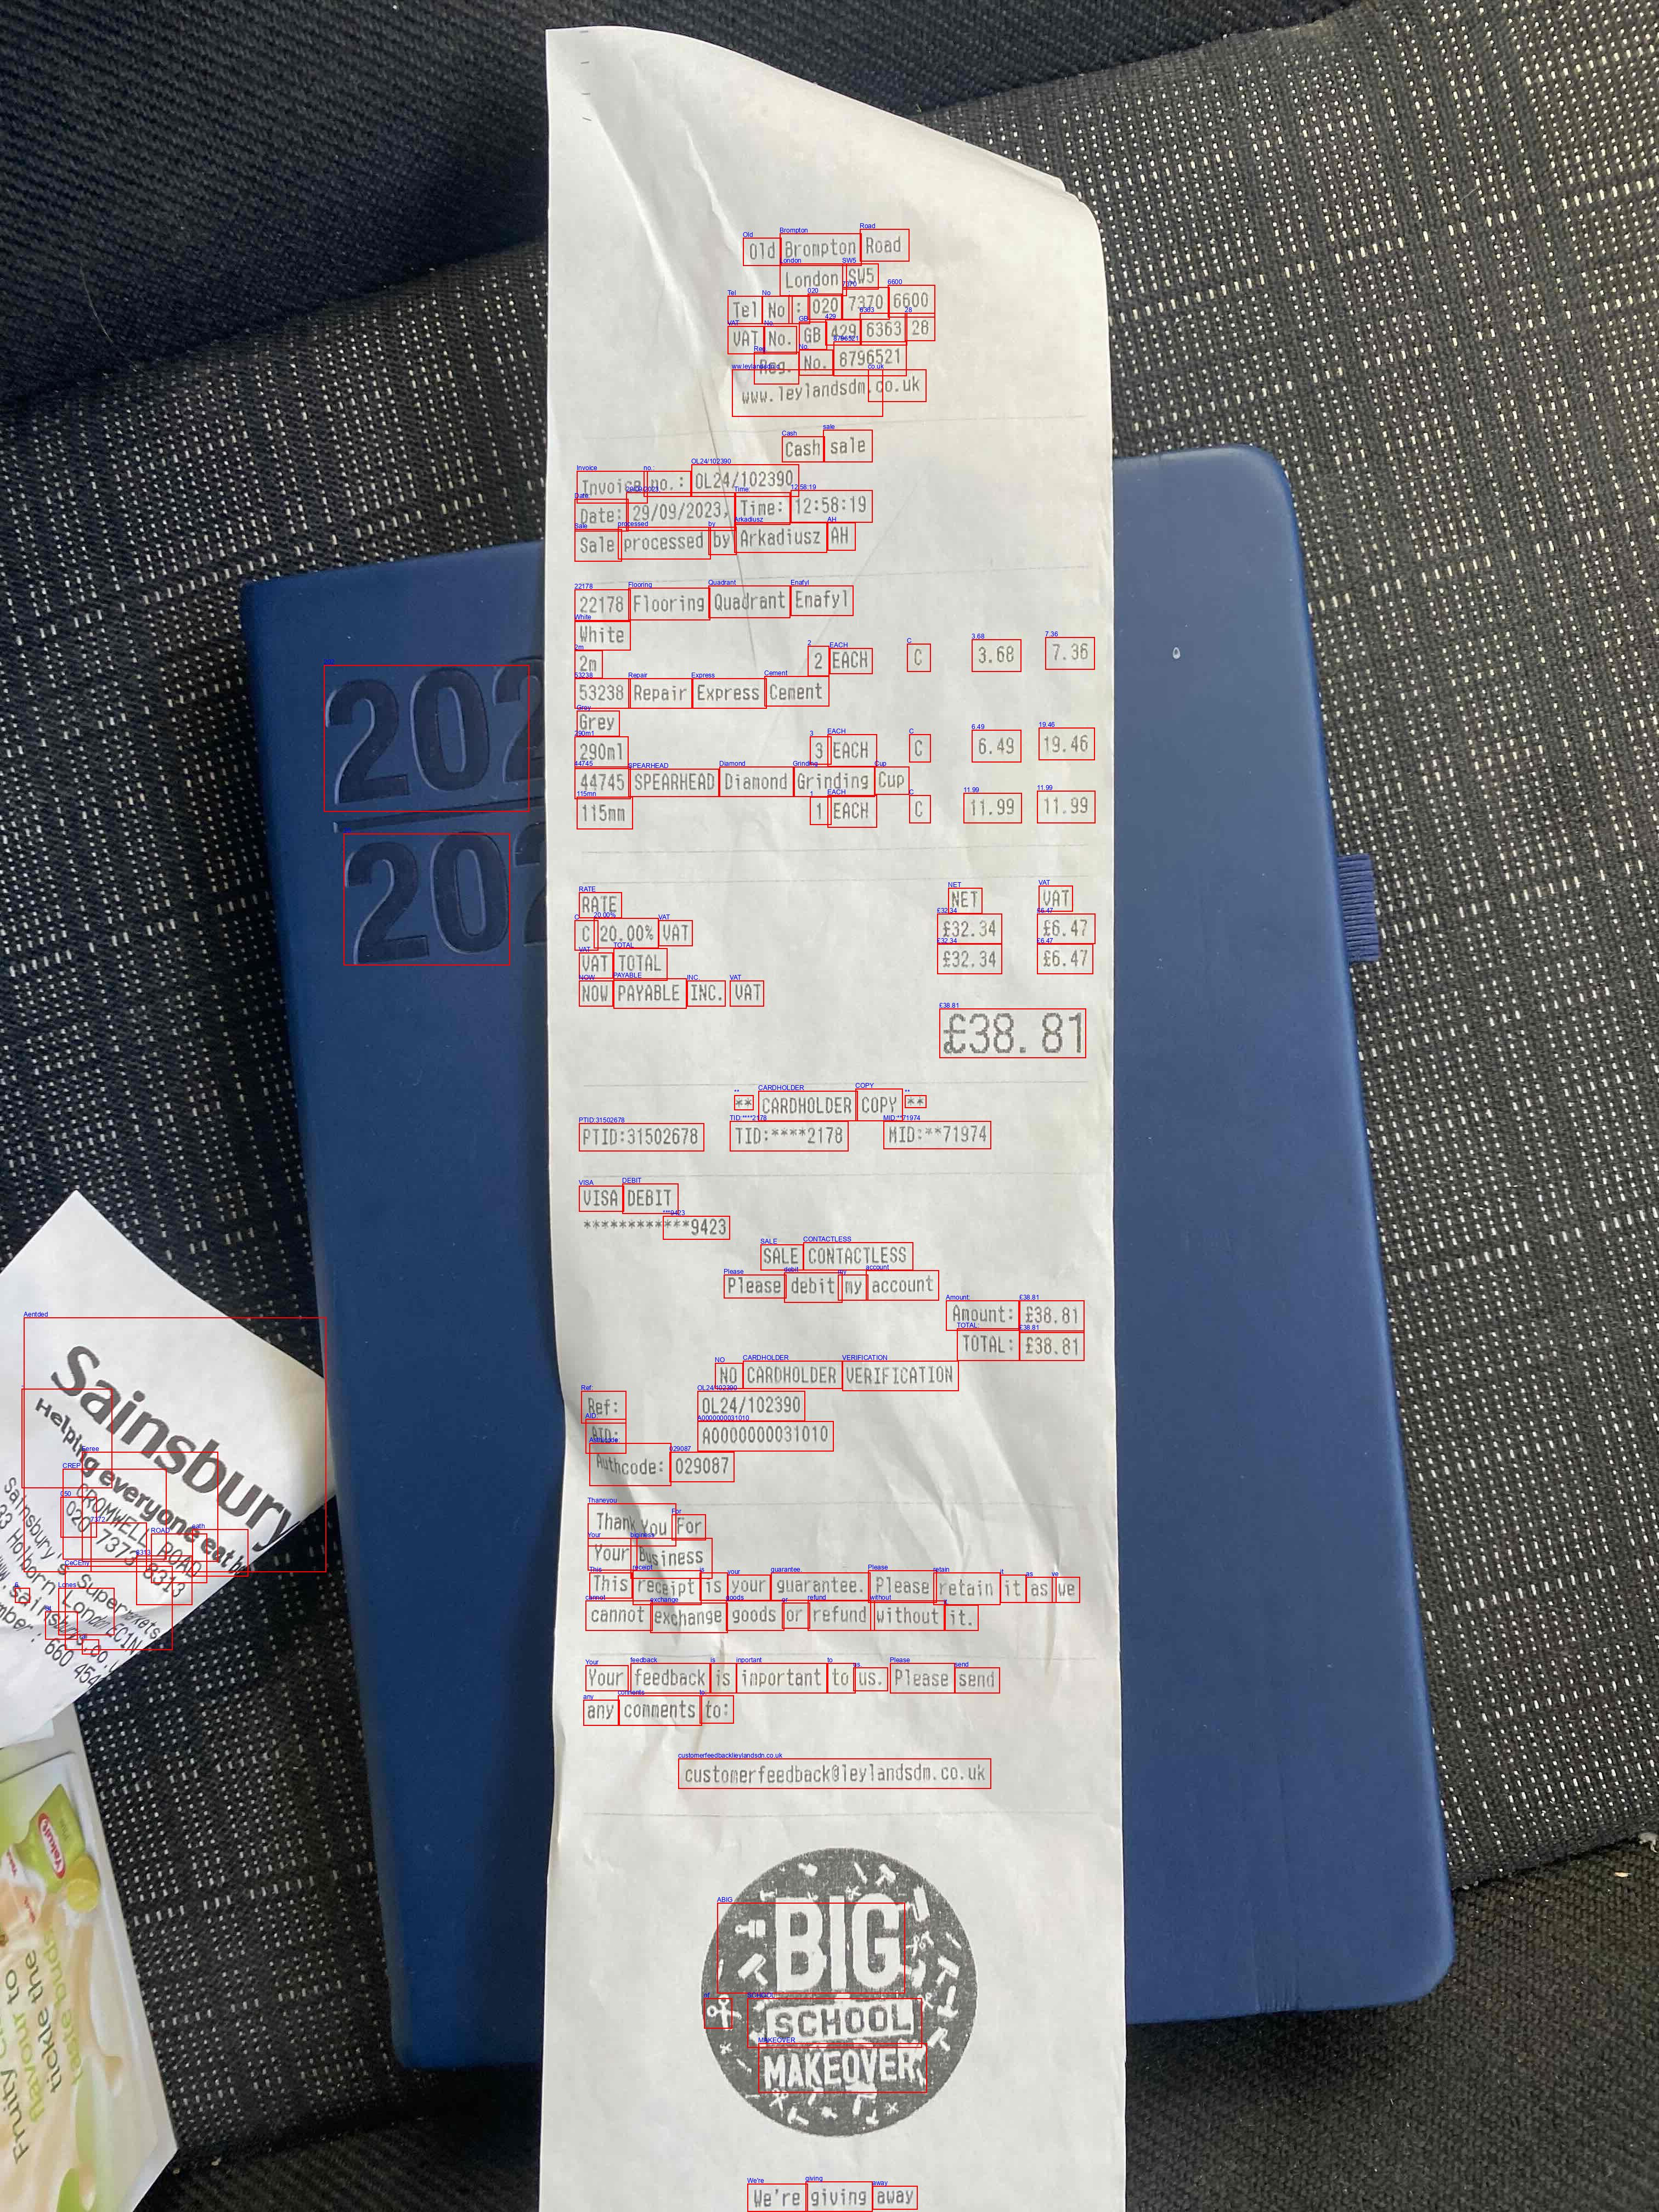 Old Brompton Road
London SW5
Tel No : 020 7370 6600
VAT No. GB 429 6363 28
Reg. No. 8796521
www.leylandsdm.co.uk
Cash sale
Invoice no.: OL24/102390
Date: 29/09/2023, Time: 12:58:19
Sale processed by Arkadiusz AH
22178 Flooring Quadrant Enafyl
White
2m 2 EACH C 3.68 7.36
53238 Repair Express Cement
Grey
290ml 3 EACH C 6.49 19.46
44745 SPEARHEAD Diamond Grinding Cup
115mm 1 EACH C 11.99 11.99
RATE NET VAT
C 20.00% VAT £32.34 £6.47
VAT TOTAL £32.34 £6.47
NOW PAYABLE INC. VAT
£38.81
** CARDHOLDER COPY **
PTID:31502678 TID:****2178 MID:**71974
VISA DEBIT
************9423
SALE CONTACTLESS
Please debit my account
Amount: £38.81
TOTAL: £38.81
NO CARDHOLDER VERIFICATION
Ref: OL24/102390
AID: A0000000031010
Authcode: 029087
Thank You For
Your Business
This receipt is your guarantee. Please retain it as we
cannot exchange goods or refund without it.
Your feedback is inportant to us. Please send
any comments to:
customerfeedback@leylandsdm.co.uk
BIG
SCHOOL
MAKEOVER
We're giving away
202
202
Sainsbury
Helping everyone eat b
CROMWELL ROAD
020 7373 8313
Sainsbury's Super
33 Holborn London EC1N
660 454
Yakult
Fruity
flavour to
tickle the
taste buds